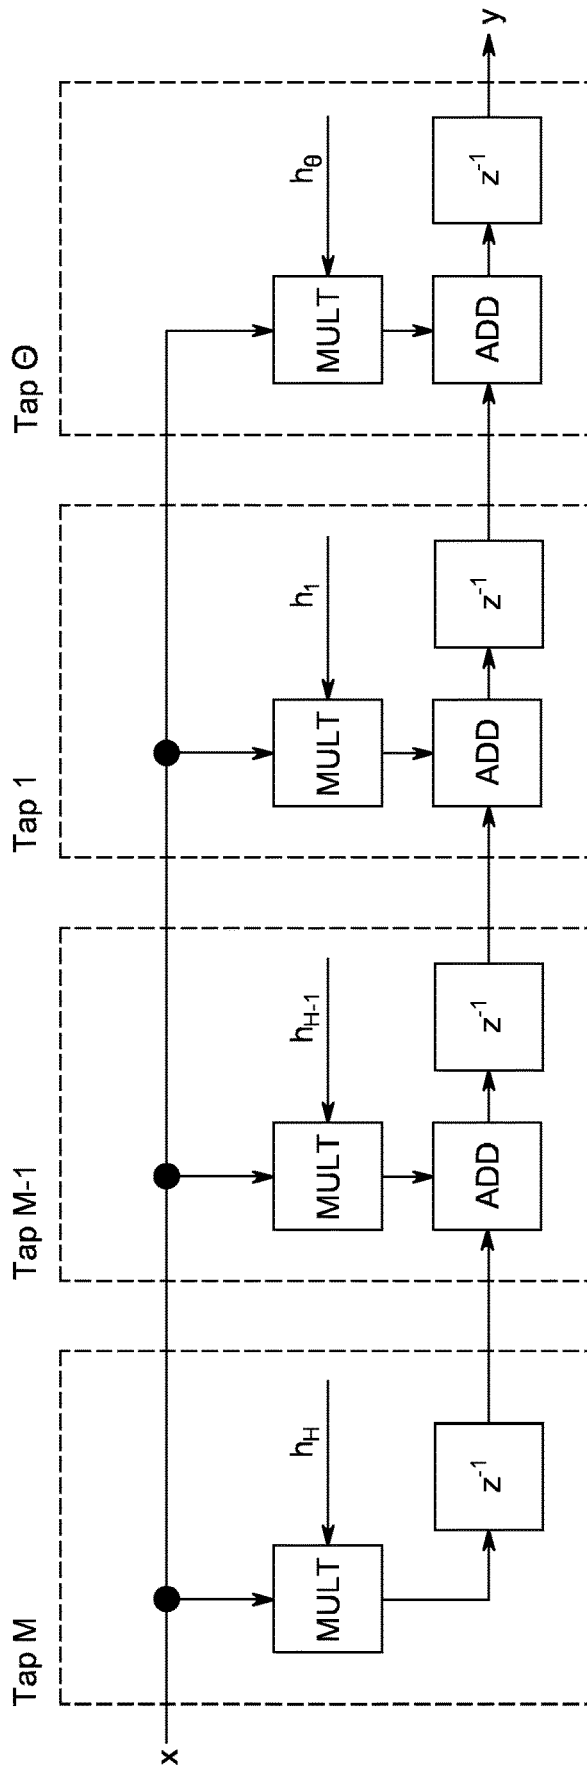 Tap M
Tap M-1
Tap 1
Tap Θ
x
h_H
h_H-1
h_1
h_θ
MULT
MULT
MULT
MULT
z^-1
ADD
z^-1
ADD
z^-1
ADD
z^-1
y